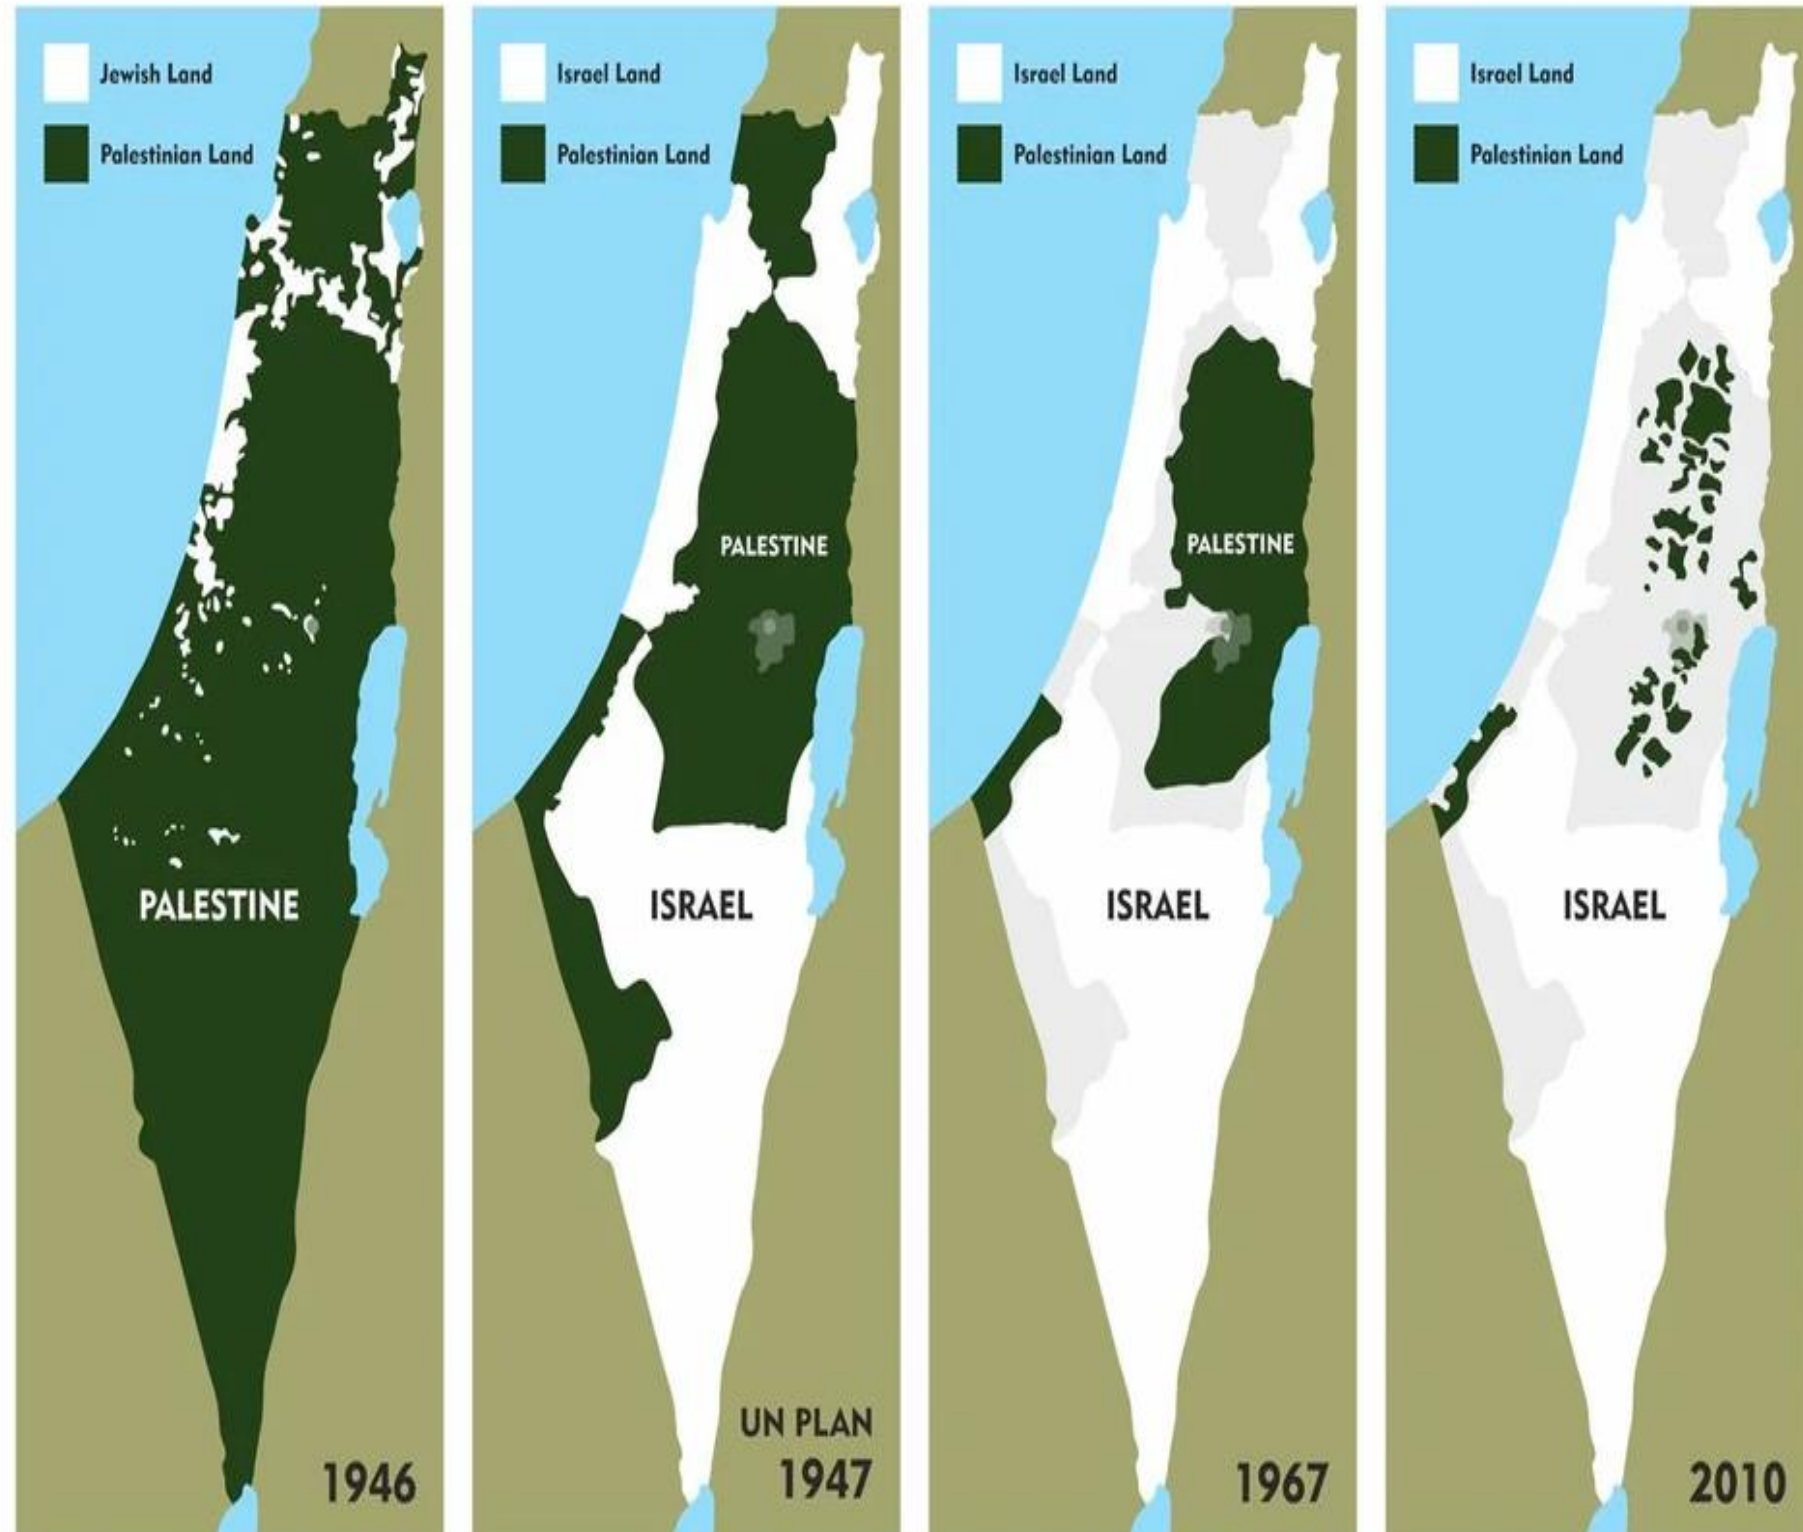 Jewish Land
Palestinian Land
PALESTINE
1946
Israel Land
Palestinian Land
PALESTINE
ISRAEL
UN PLAN
1947
Israel Land
Palestinian Land
PALESTINE
ISRAEL
1967
Israel Land
Palestinian Land
ISRAEL
2010